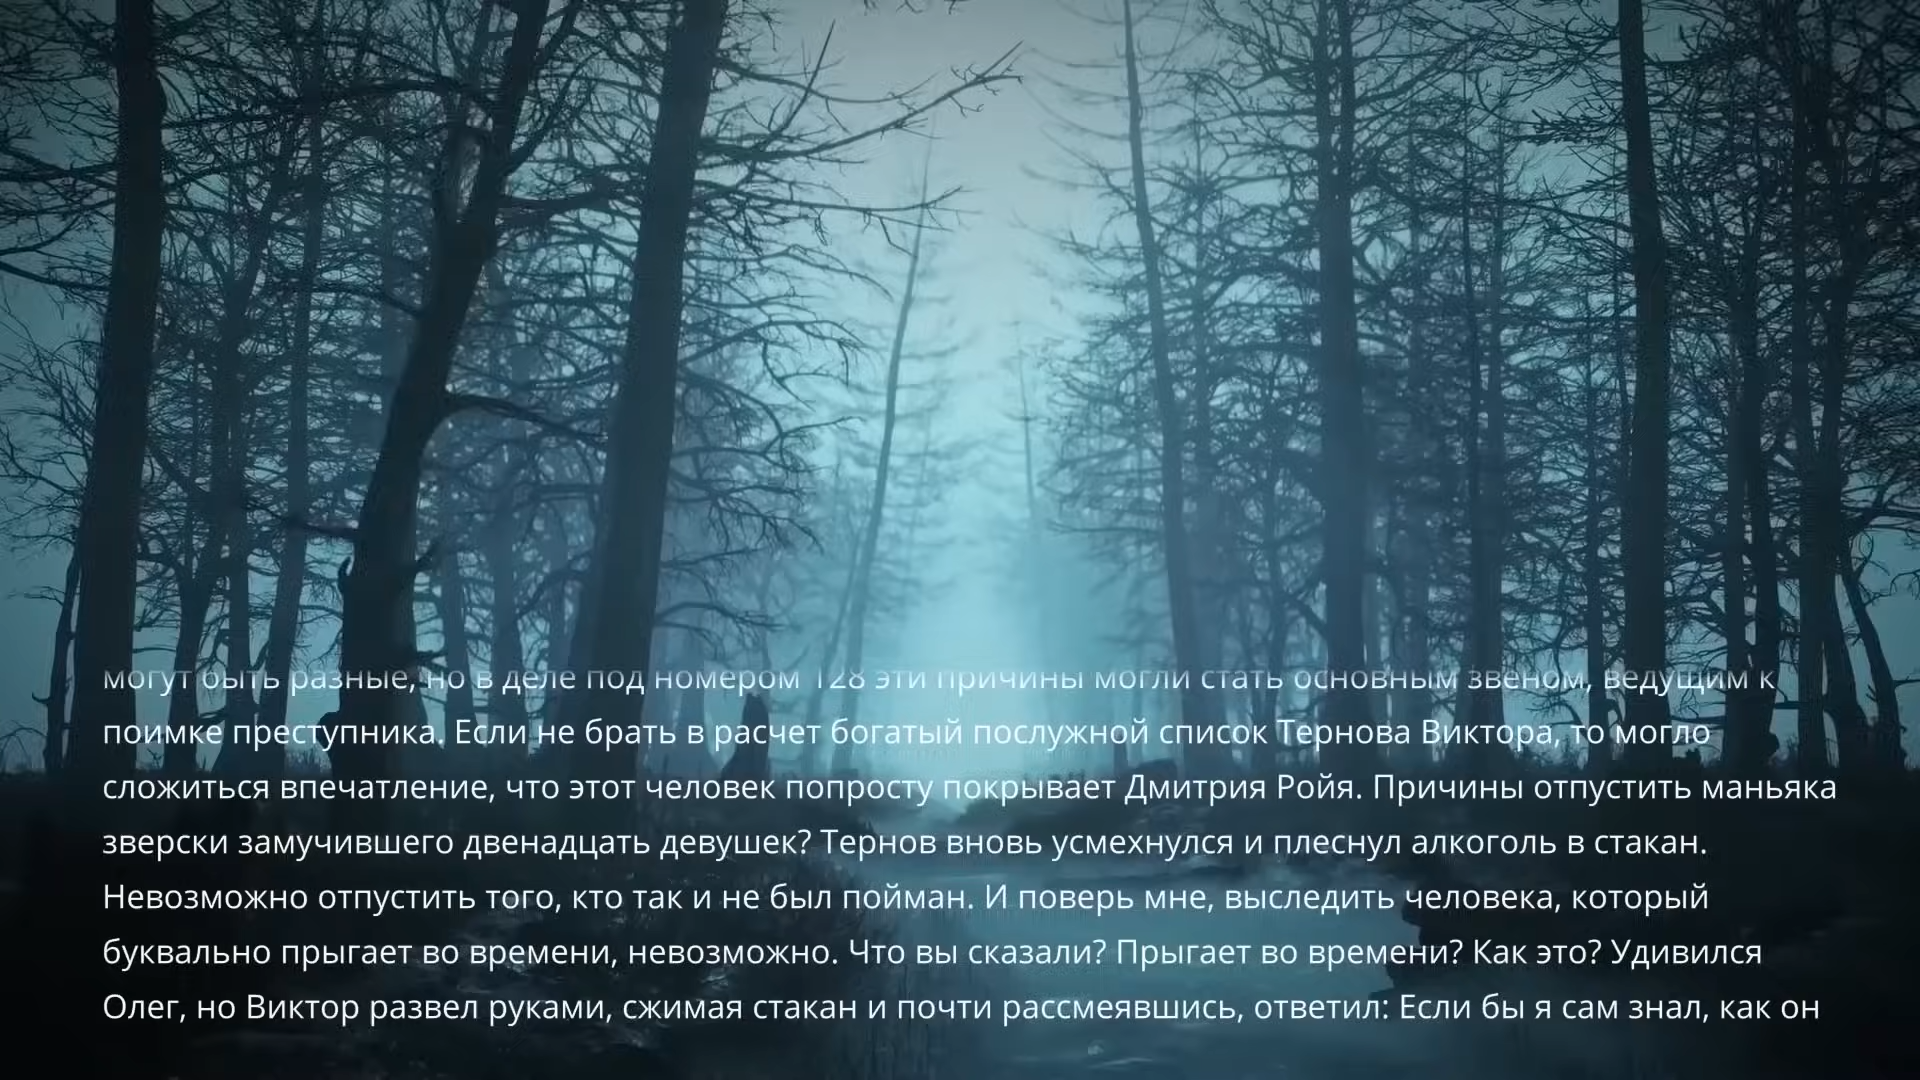 могут быть разные, но в деле под номером 128 эти причины могли стать основным звеном, ведущим к
поимке преступника. Если не брать в расчет богатый послужной список Тернова Виктора, то могло
сложиться впечатление, что этот человек попросту покрывает Дмитрия Ройя. Причины отпустить маньяка
зверски замучившего двенадцать девушек? Тернов вновь усмехнулся и плеснул алкоголь в стакан.
Невозможно отпустить того, кто так и не был пойман. И поверь мне, выследить человека, который
буквально прыгает во времени, невозможно. Что вы сказали? Прыгает во времени? Как это? Удивился
Олег, но Виктор развел руками, сжимая стакан и почти рассмеявшись, ответил: Если бы я сам знал, как он